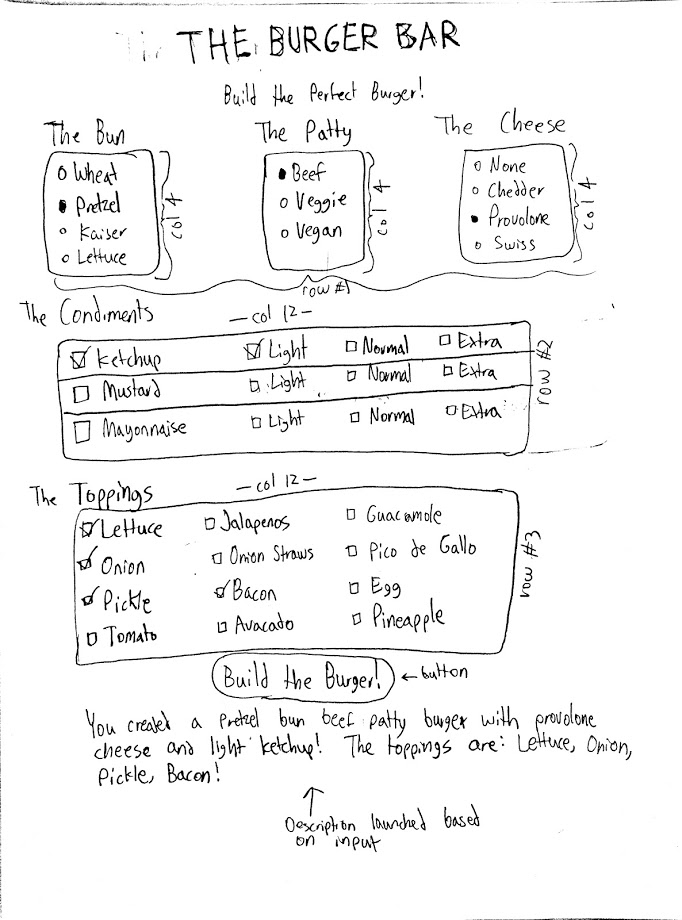 THE BURGER BAR
Build the Perfect Burger!
The Bun
Wheat
Pretzel
Kaiser
Lettuce
col 4
The Patty
Beef
Veggie
Vegan
col 4
The Cheese
None
Chedder
Provolone
Swiss
col 4
row #1
The Condiments
- col 12 -
Ketchup Light Normal Extra
Mustard Light Normal Extra
Mayonnaise Light Normal Extra
row #2
The Toppings
- col 12 -
Lettuce Jalapenos Guacamole
Onion Onion Straws Pico de Gallo
Pickle Bacon Egg
Tomato Avacado Pineapple
row #3
Build the Burger! ← button
You created a pretzel bun beef patty burger with provolone
cheese and light ketchup! The toppings are: Lettuce, Onion,
Pickle, Bacon!
Description launched based
on input